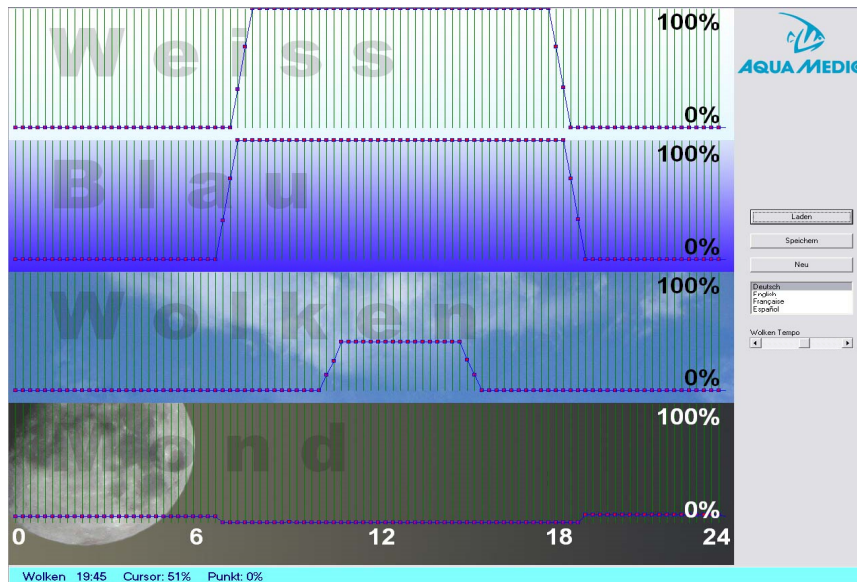 Weiss
100%
0%
AQUA MEDIC
Blau
100%
0%
Laden
Speichern
Neu
Deutsch
English
Française
Español
Wolken Tempo
Wolken
100%
0%
Mond
100%
0%
0 6 12 18 24
Wolken 19:45 Cursor: 51% Punkt: 0%